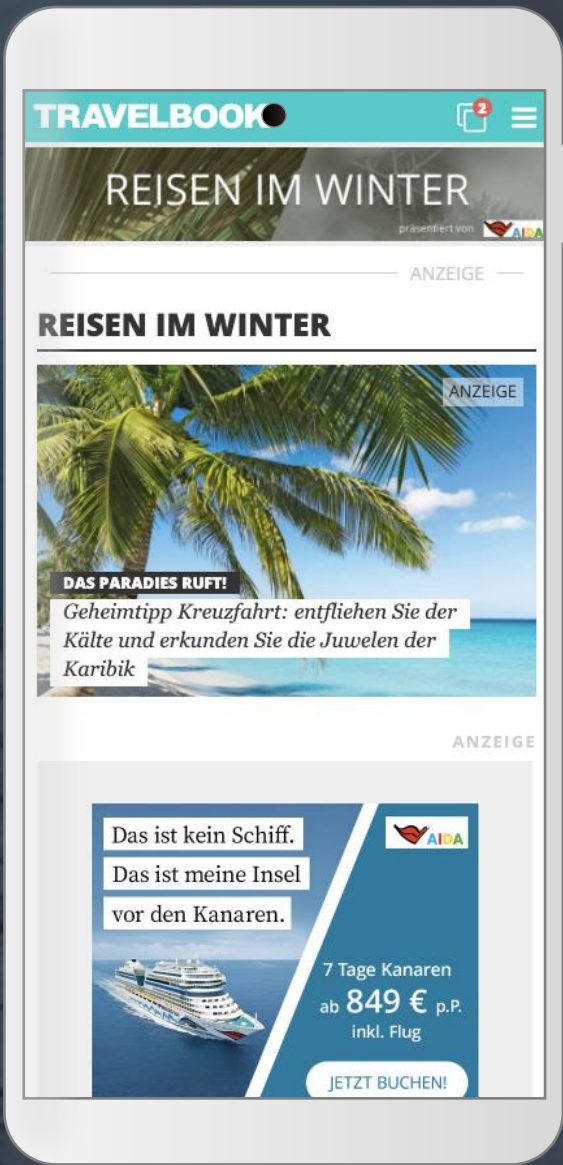 TRAVELBOOK
2
REISEN IM WINTER
präsentiert von AIDA
ANZEIGE
REISEN IM WINTER
ANZEIGE
DAS PARADIES RUFT!
Geheimtipp Kreuzfahrt: entfliehen Sie der
Kälte und erkunden Sie die Juwelen der
Karibik
ANZEIGE
Das ist kein Schiff.
Das ist meine Insel
vor den Kanaren.
AIDA
7 Tage Kanaren
ab 849 € p.P.
inkl. Flug
JETZT BUCHEN!